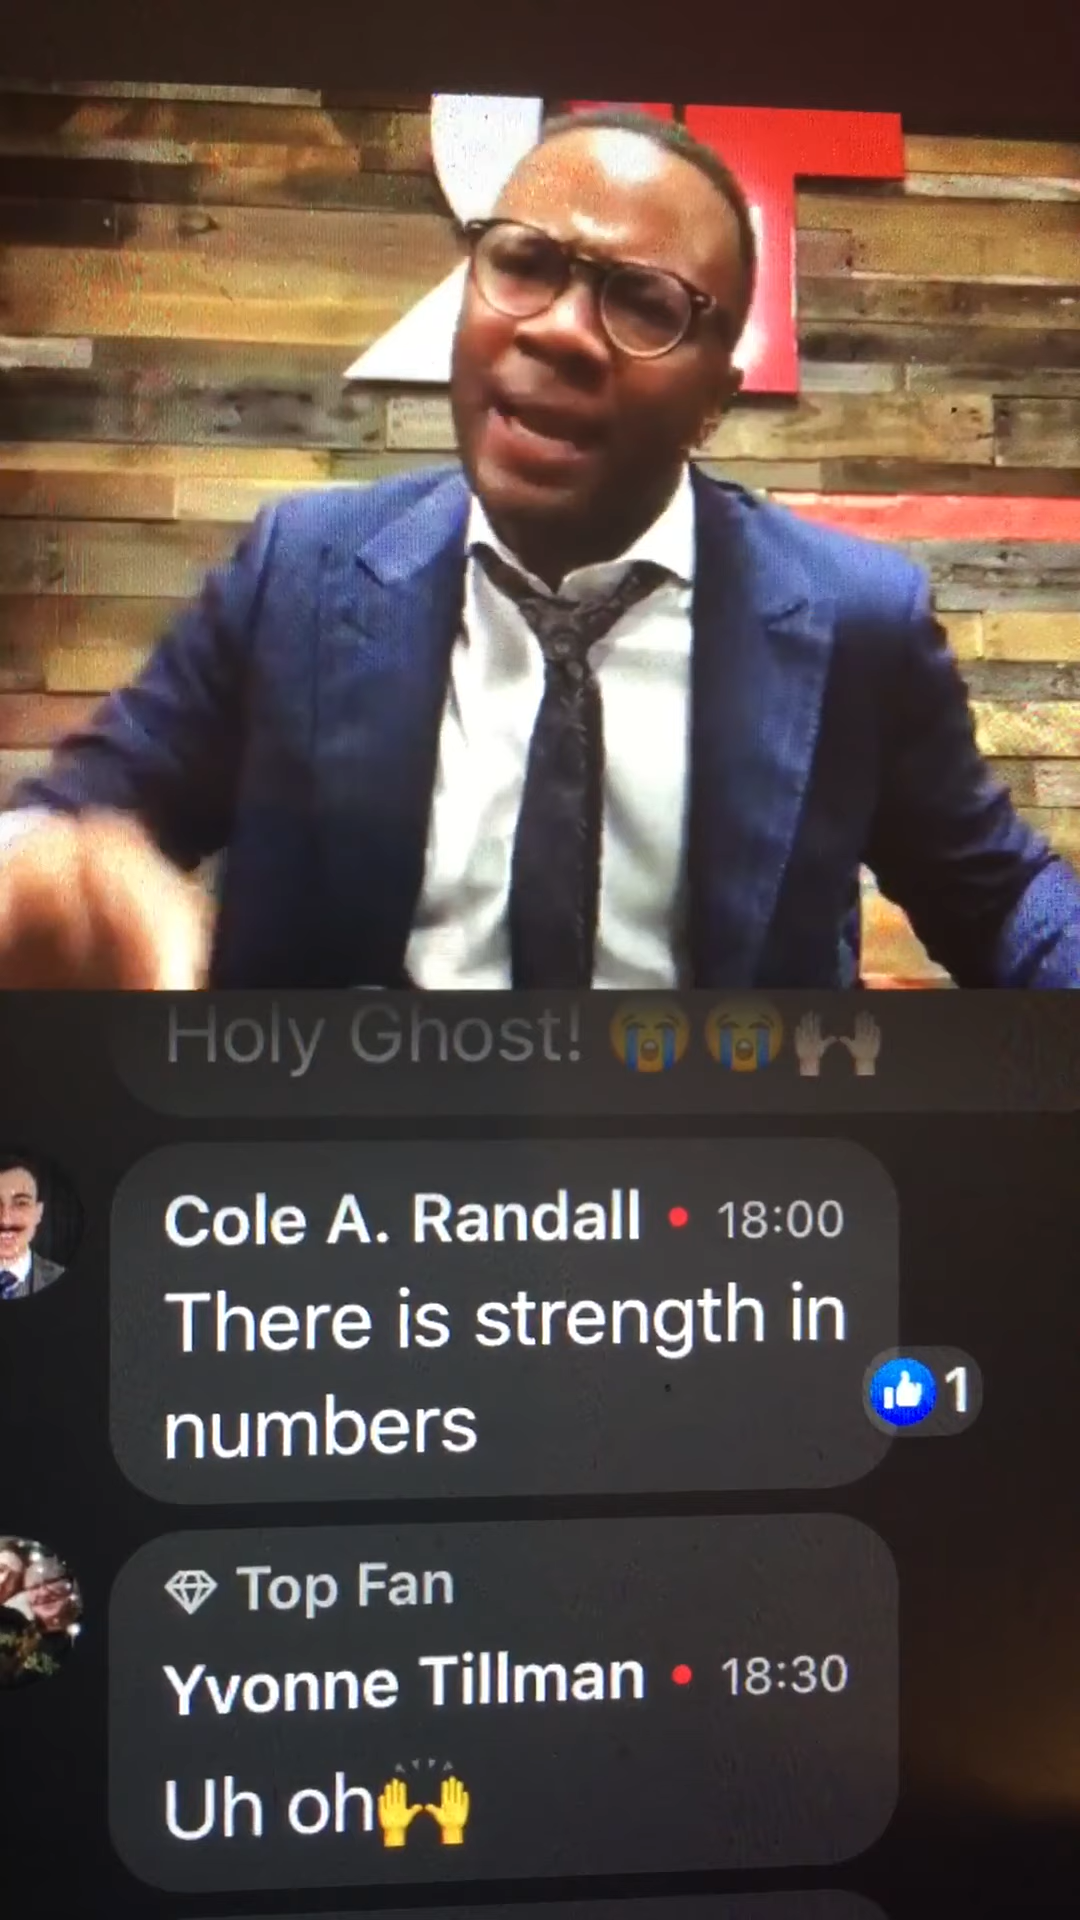 Holy Ghost! 😭😭🙌🏻
Cole A. Randall • 18:00
There is strength in
numbers
1
Top Fan
Yvonne Tillman • 18:30
Uh oh🙌